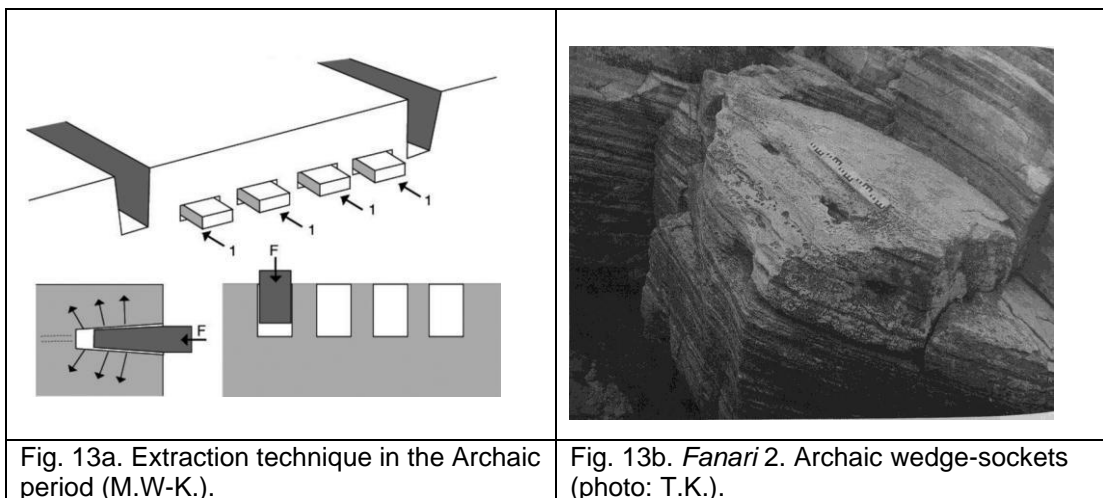 1
1
1
1
F
F
Fig. 13a. Extraction technique in the Archaic
period (M.W-K.).
Fig. 13b. Fanari 2. Archaic wedge-sockets
(photo: T.K.).